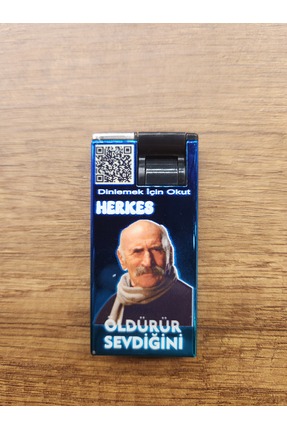 Dinlemek İçin Okut
HERKES
ÖLDÜRÜR
SEVDİĞİNİ